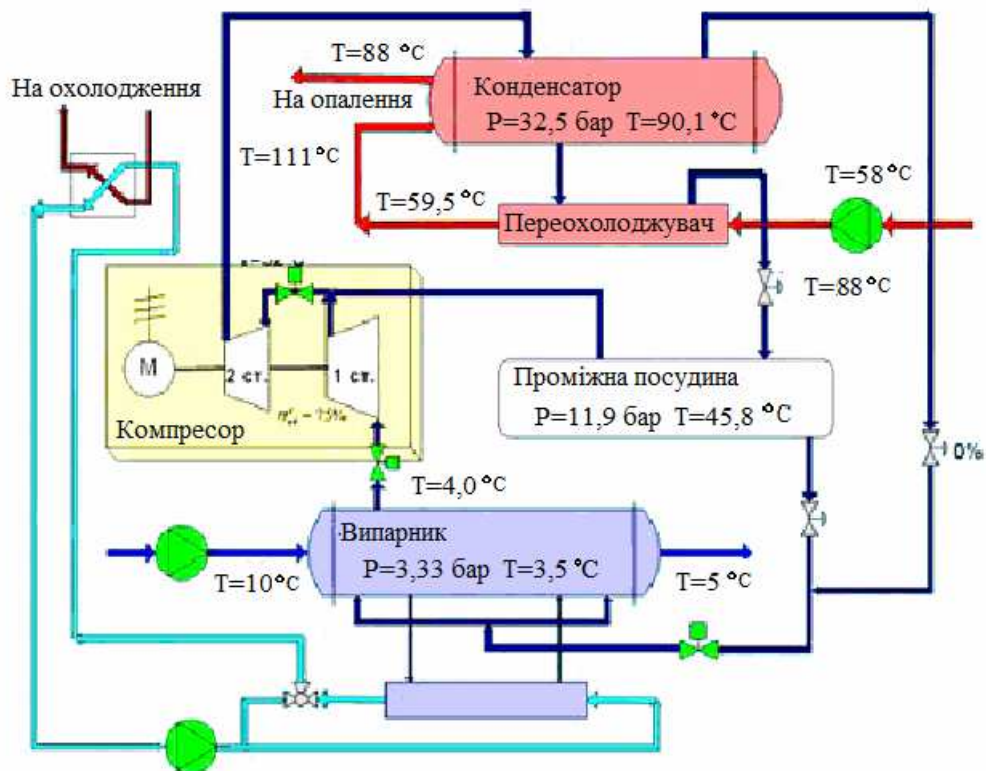 T=88 °C
На охолодження
На опалення
Конденсатор
P=32,5 бар T=90,1 °C
T=111°C
T=59,5°C
T=58°C
Переохолоджувач
T=88°C
М
2 ст.
1 ст.
Проміжна посудина
P=11,9 бар T=45,8 °C
Компресор
0%
T=4,0 °C
Випарник
P=3,33 бар T=3,5 °C
T=10°C
T=5 °C